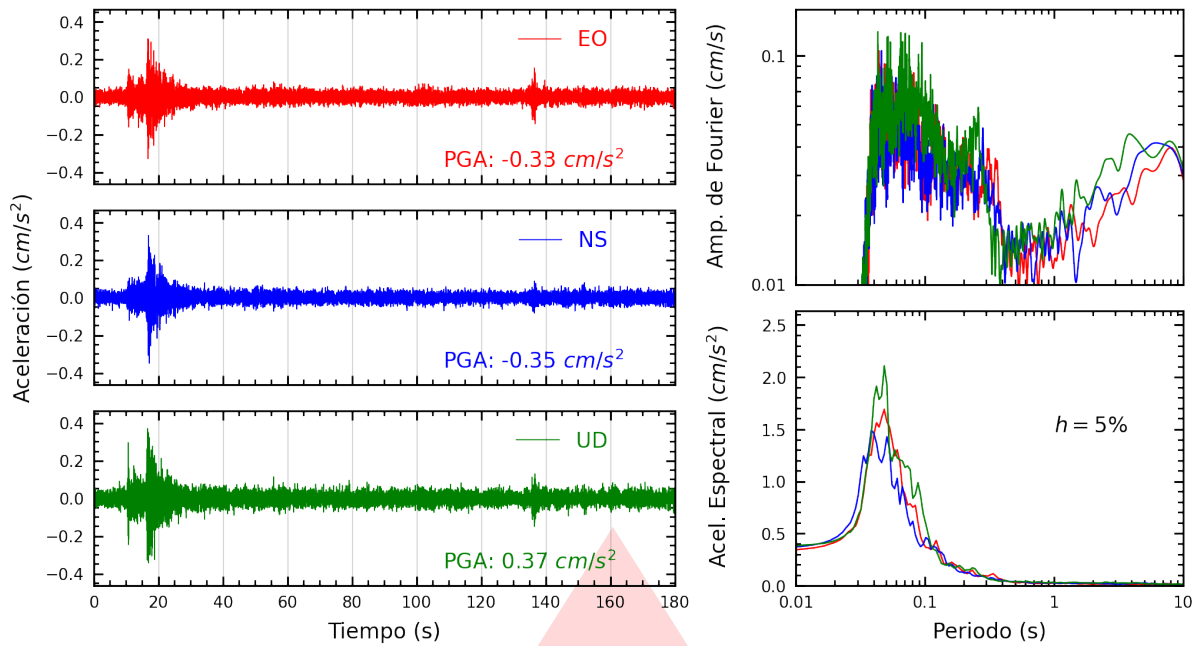 0.4
0.2
0.0
−0.2
−0.4
EO
PGA: -0.33 cm/s²
0.4
0.2
0.0
−0.2
−0.4
NS
PGA: -0.35 cm/s²
0.4
0.2
0.0
−0.2
−0.4
UD
PGA: 0.37 cm/s²
0 20 40 60 80 100 120 140 160 180
Tiempo (s)
Aceleración (cm/s²)
Amp. de Fourier (cm/s)
0.1
0.01
Acel. Espectral (cm/s²)
2.5
2.0
1.5
1.0
0.5
0.0
h = 5%
0.01 0.1 1 10
Periodo (s)